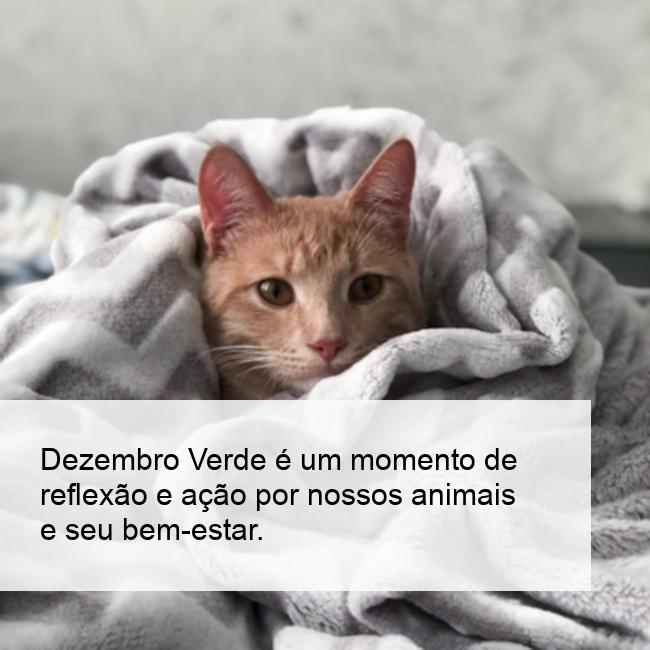 Dezembro Verde é um momento de
reflexão e ação por nossos animais
e seu bem-estar.